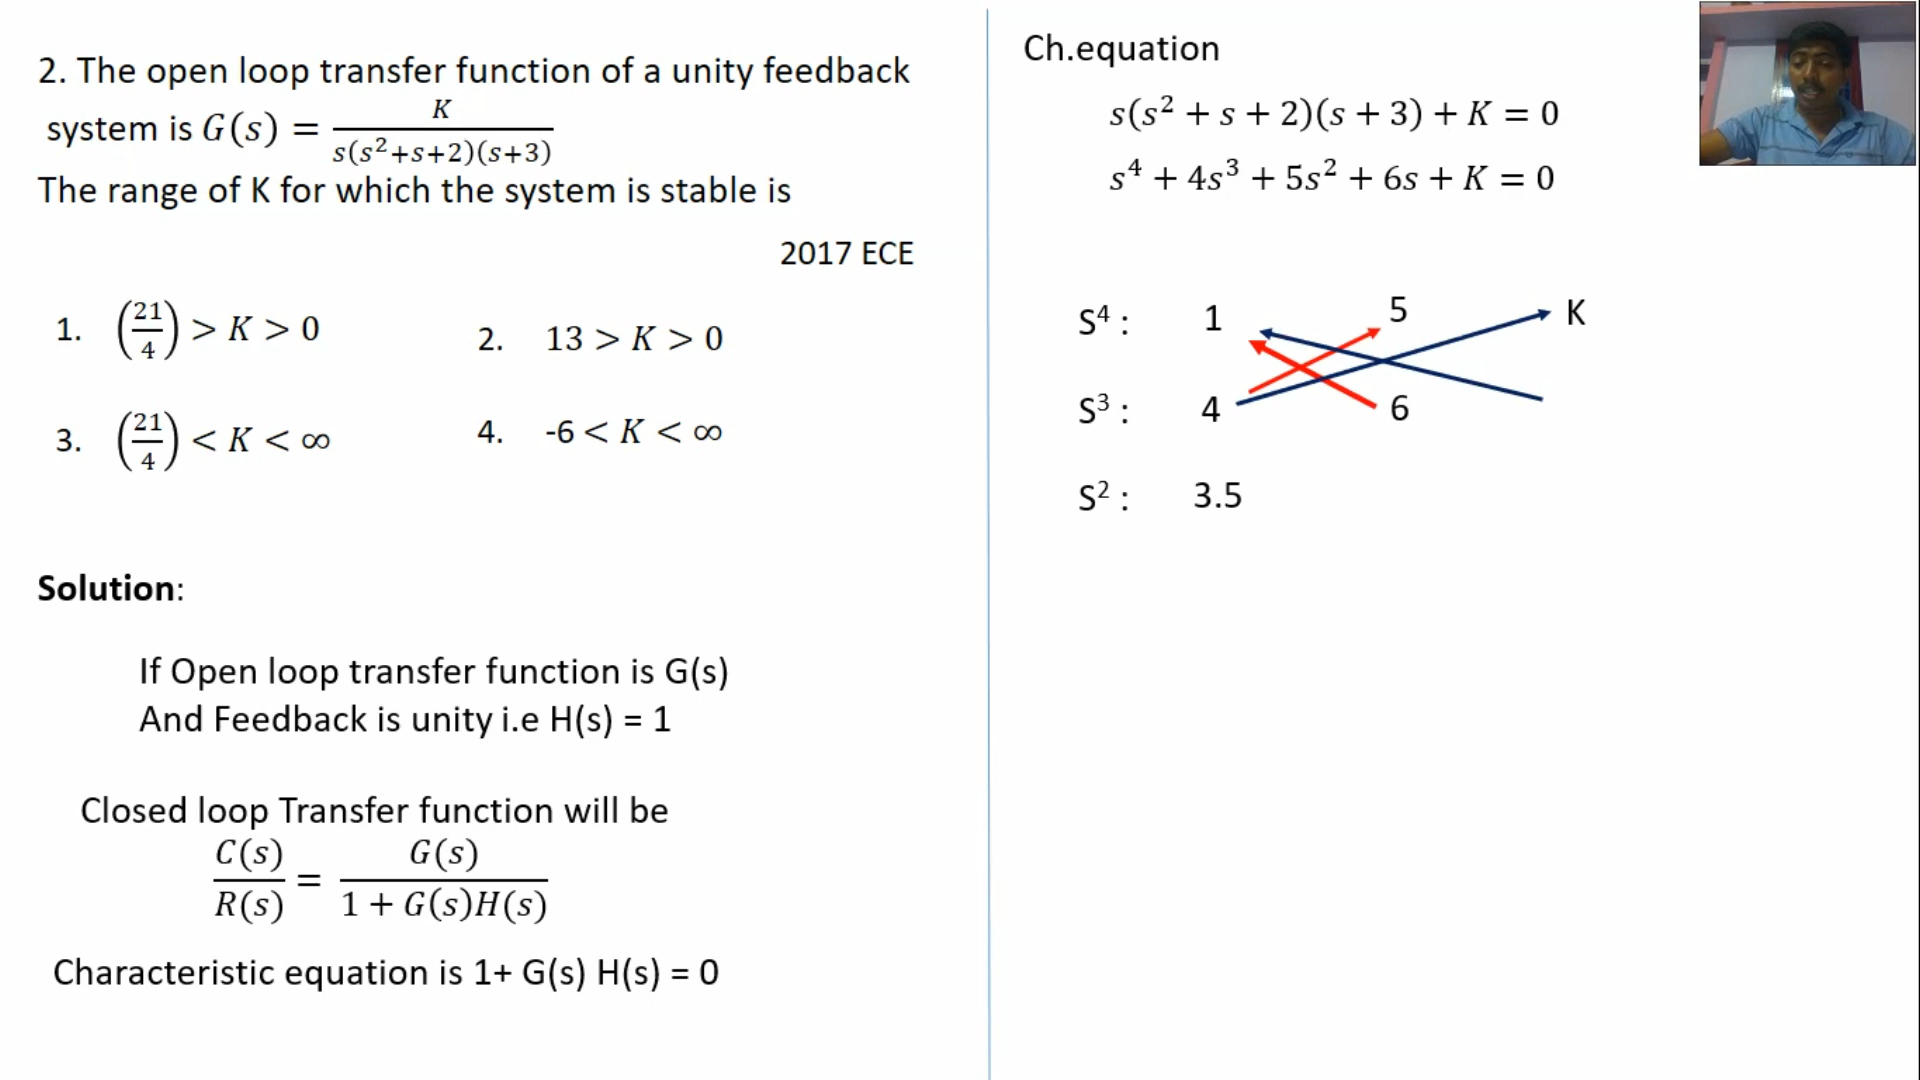 2. The open loop transfer function of a unity feedback
system is G(s) = K / s(s²+s+2)(s+3)
The range of K for which the system is stable is
2017 ECE
1. (21/4) > K > 0
2. 13 > K > 0
3. (21/4) < K < ∞
4. -6 < K < ∞
Solution:
If Open loop transfer function is G(s)
And Feedback is unity i.e H(s) = 1
Closed loop Transfer function will be
C(s)/R(s) = G(s) / 1 + G(s)H(s)
Characteristic equation is 1+ G(s) H(s) = 0
Ch.equation
s(s² + s + 2)(s + 3) + K = 0
s⁴ + 4s³ + 5s² + 6s + K = 0
S⁴ : 1 5 K
S³ : 4 6
S² : 3.5